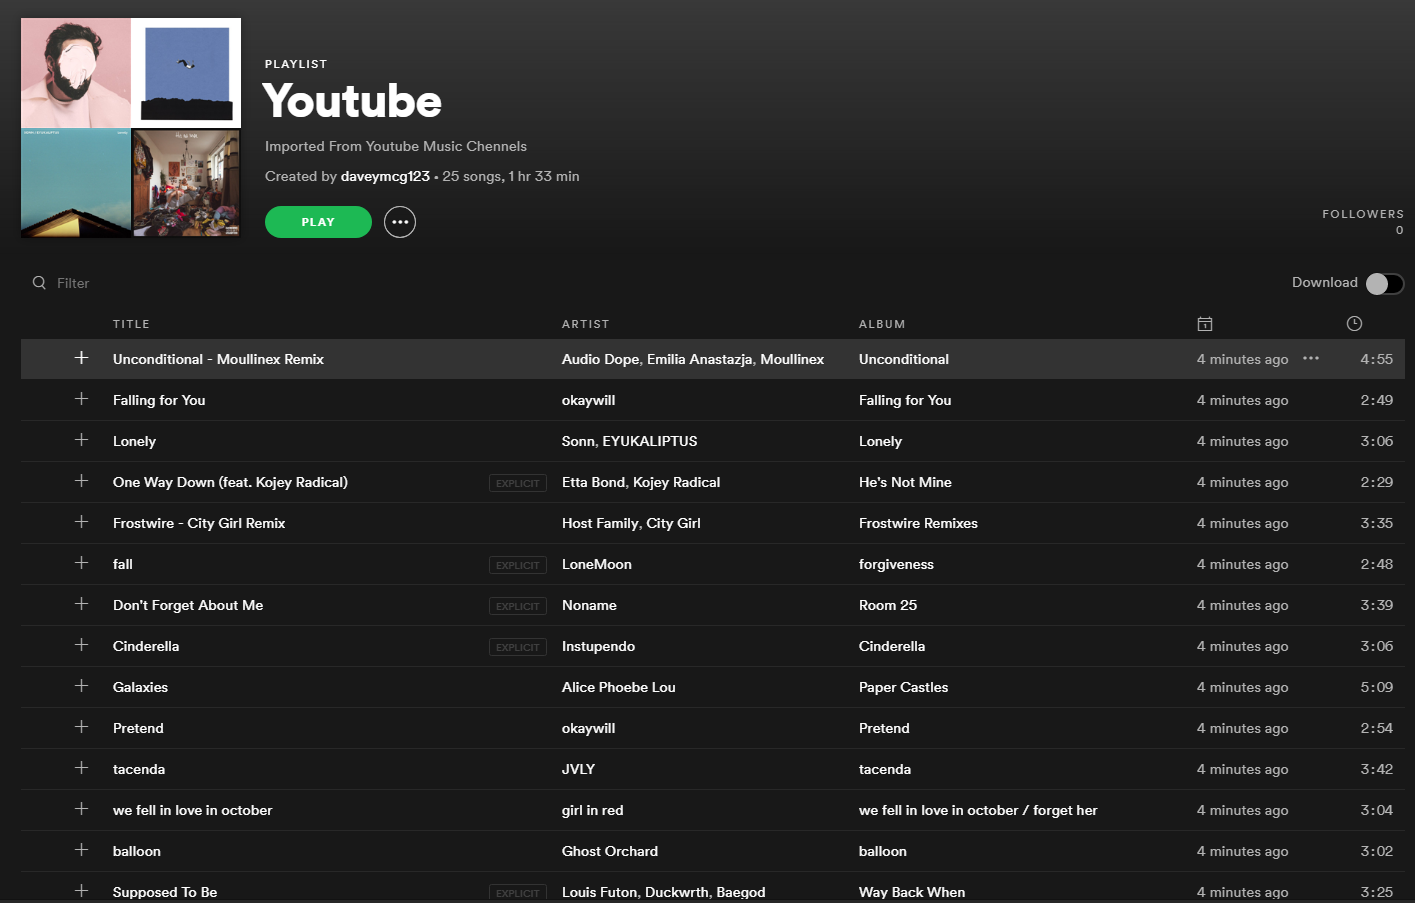 PLAYLIST
Youtube
Imported From Youtube Music Chennels
Created by daveymcg123 • 25 songs, 1 hr 33 min
PLAY
FOLLOWERS
0
Filter
Download
TITLE ARTIST ALBUM
Unconditional - Moullinex Remix Audio Dope, Emilia Anastazja, Moullinex Unconditional 4 minutes ago 4:55
Falling for You okaywill Falling for You 4 minutes ago 2:49
Lonely Sonn, EYUKALIPTUS Lonely 4 minutes ago 3:06
One Way Down (feat. Kojey Radical) EXPLICIT Etta Bond, Kojey Radical He's Not Mine 4 minutes ago 2:29
Frostwire - City Girl Remix Host Family, City Girl Frostwire Remixes 4 minutes ago 3:35
fall EXPLICIT LoneMoon forgiveness 4 minutes ago 2:48
Don't Forget About Me EXPLICIT Noname Room 25 4 minutes ago 3:39
Cinderella EXPLICIT Instupendo Cinderella 4 minutes ago 3:06
Galaxies Alice Phoebe Lou Paper Castles 4 minutes ago 5:09
Pretend okaywill Pretend 4 minutes ago 2:54
tacenda JVLY tacenda 4 minutes ago 3:42
we fell in love in october girl in red we fell in love in october / forget her 4 minutes ago 3:04
balloon Ghost Orchard balloon 4 minutes ago 3:02
Supposed To Be EXPLICIT Louis Futon, Duckwrth, Baegod Way Back When 4 minutes ago 3:25